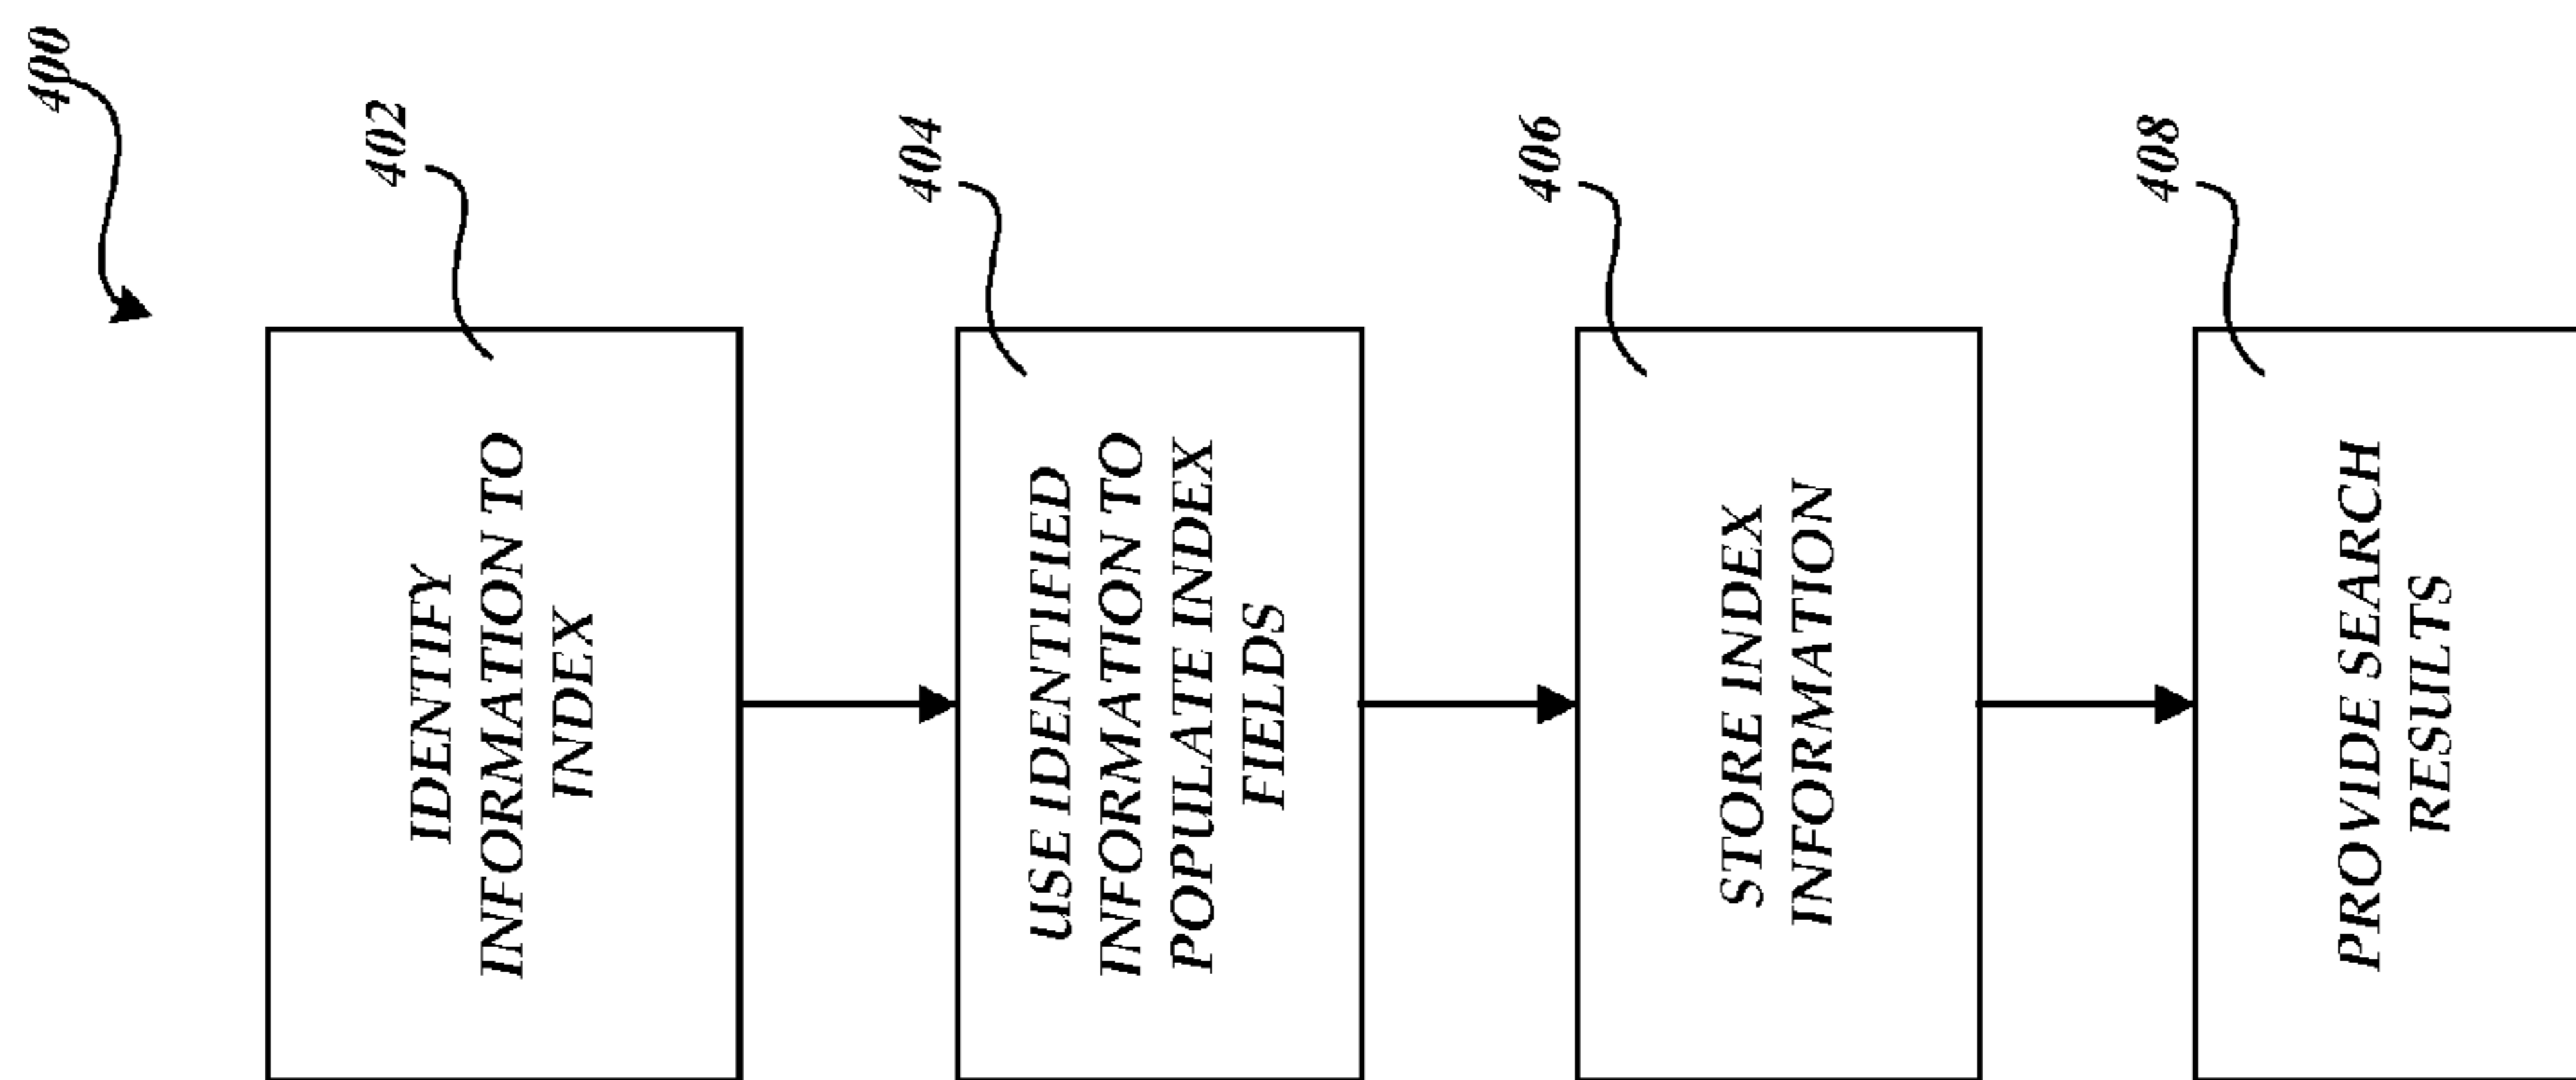 400
402
IDENTIFY
INFORMATION TO
INDEX
404
USE IDENTIFIED
INFORMATION TO
POPULATE INDEX
FIELDS
406
STORE INDEX
INFORMATION
408
PROVIDE SEARCH
RESULTS